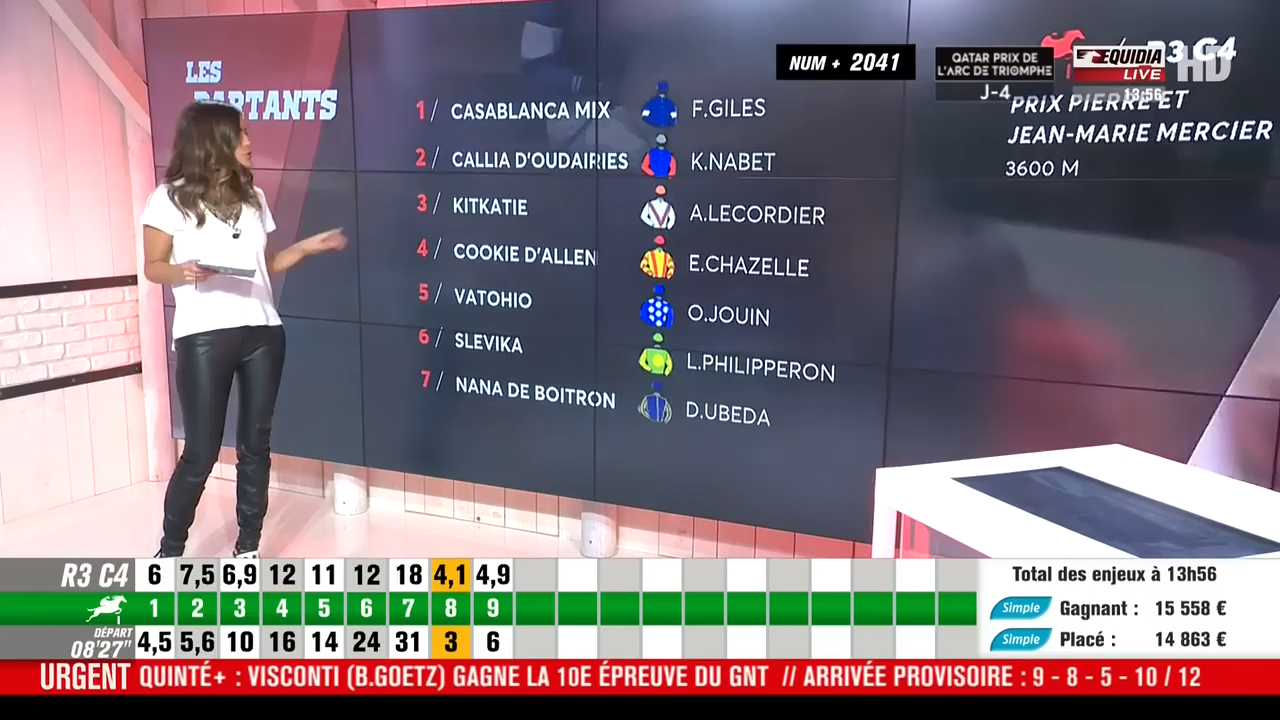 LES
PARTANTS
1/ CASABLANCA MIX F.GILES
2/ CALLIA D'OUDAIRIES K.NABET
3/ KITKATIE A.LECORDIER
4/ COOKIE D'ALLEN E.CHAZELLE
5/ VATOHIO O.JOUIN
6/ SLEVIKA L.PHILIPPERON
7/ NANA DE BOITRON D.UBEDA
NUM + 2041
QATAR PRIX DE
L'ARC DE TRIOMPHE
J-4
EQUIDIA
LIVE
HD
13:56
R3 C4
PRIX PIERRE ET
JEAN-MARIE MERCIER
3600 M
R3 C4 6 7,5 6,9 12 11 12 18 4,1 4,9
1 2 3 4 5 6 7 8 9
DÉPART
08'27" 4,5 5,6 10 16 14 24 31 3 6
Total des enjeux à 13h56
Simple Gagnant : 15 558 €
Simple Placé : 14 863 €
URGENT QUINTÉ+ : VISCONTI (B.GOETZ) GAGNE LA 10E ÉPREUVE DU GNT // ARRIVÉE PROVISOIRE : 9 - 8 - 5 - 10 / 12